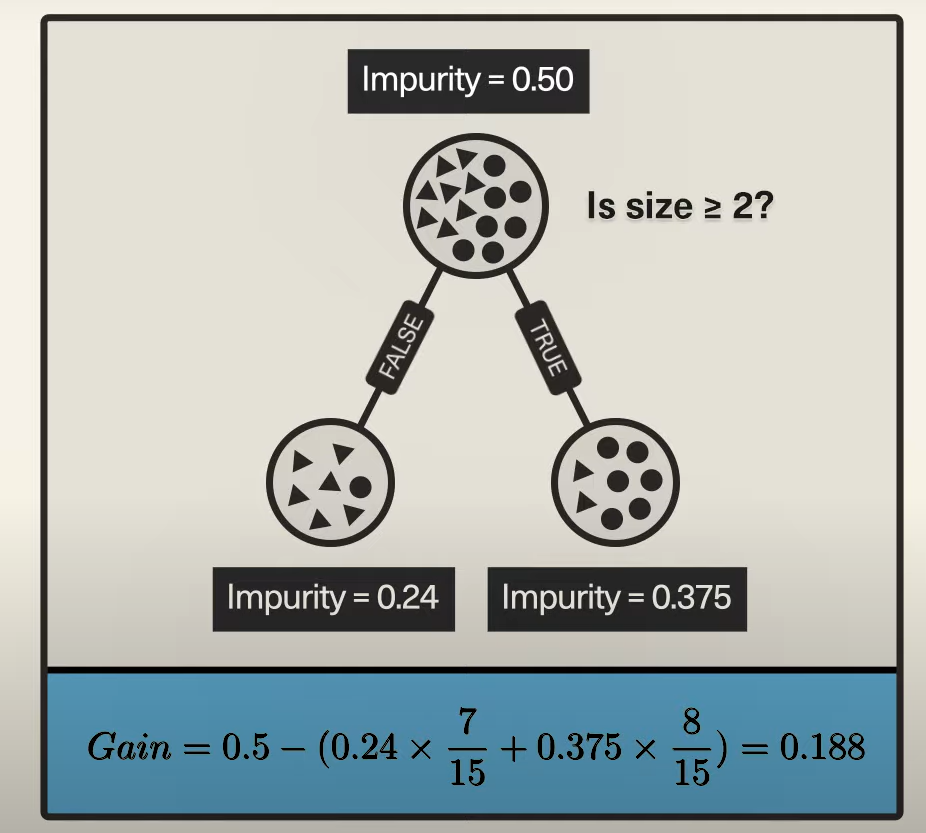 Impurity = 0.50
Is size ≥ 2?
FALSE
TRUE
Impurity = 0.24
Impurity = 0.375
Gain = 0.5 − (0.24 × 7/15 + 0.375 × 8/15) = 0.188